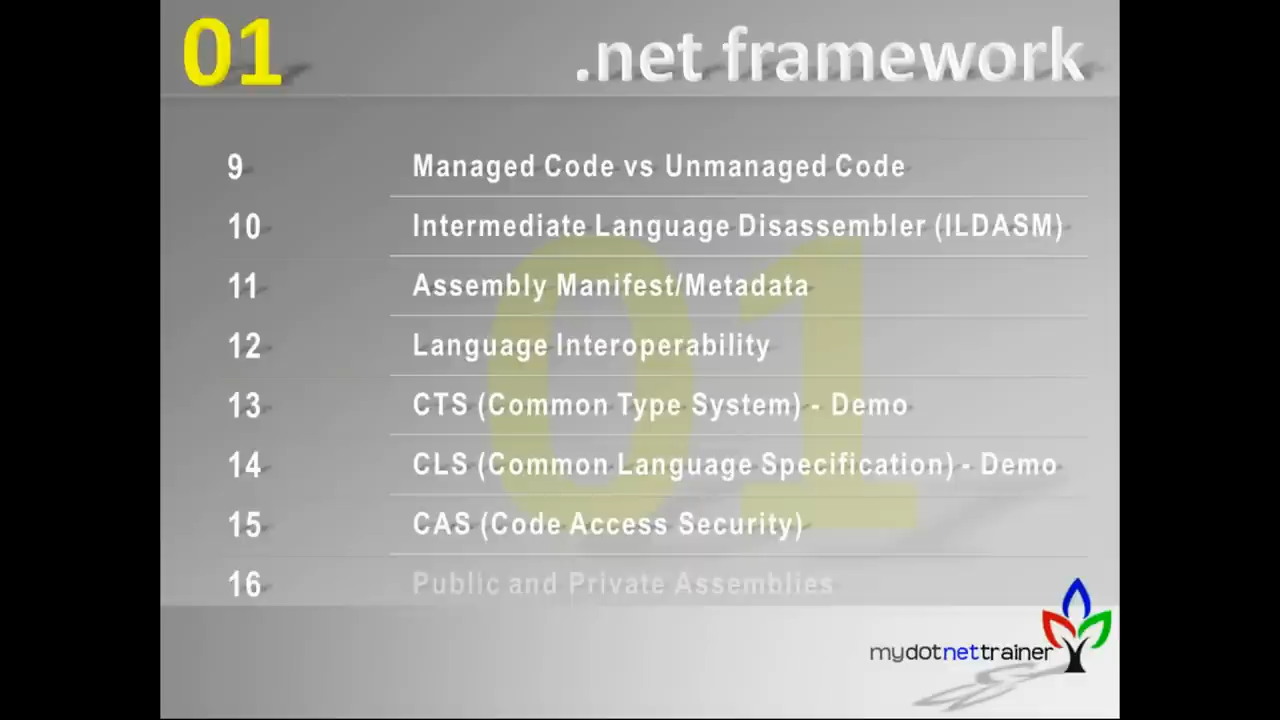 01 .net framework
9 Managed Code vs Unmanaged Code
10 Intermediate Language Disassembler (ILDASM)
11 Assembly Manifest/Metadata
12 Language Interoperability
13 CTS (Common Type System) - Demo
14 CLS (Common Language Specification) - Demo
15 CAS (Code Access Security)
16 Public and Private Assemblies
01
mydotnettrainer